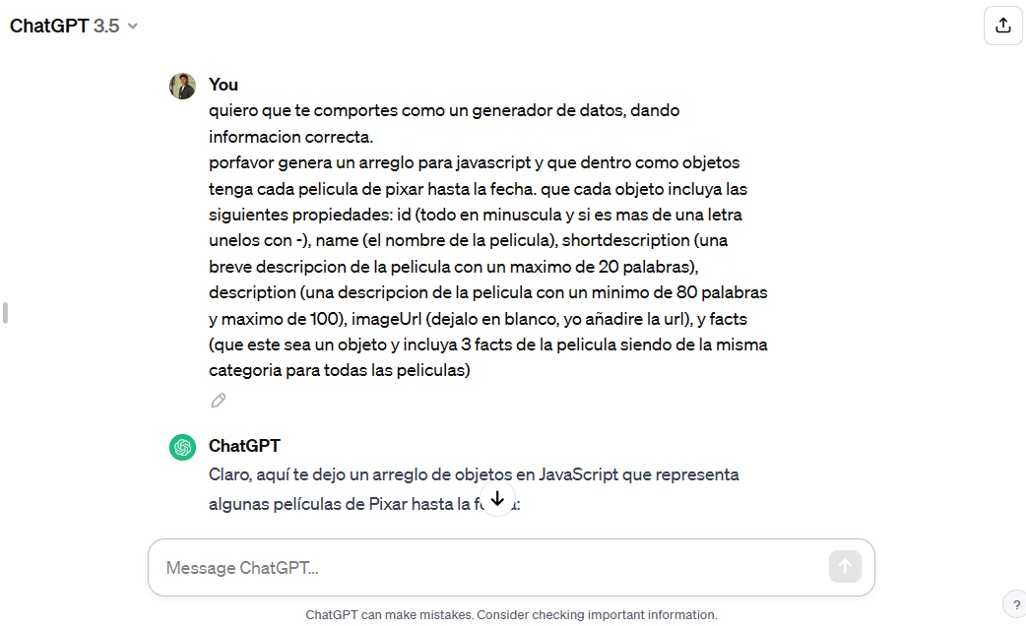 ChatGPT 3.5
You
quiero que te comportes como un generador de datos, dando
informacion correcta.
porfavor genera un arreglo para javascript y que dentro como objetos
tenga cada pelicula de pixar hasta la fecha. que cada objeto incluya las
siguientes propiedades: id (todo en minuscula y si es mas de una letra
unelos con -), name (el nombre de la pelicula), shortdescription (una
breve descripcion de la pelicula con un maximo de 20 palabras),
description (una descripcion de la pelicula con un minimo de 80 palabras
y maximo de 100), imageUrl (dejalo en blanco, yo añadire la url), y facts
(que este sea un objeto y incluya 3 facts de la pelicula siendo de la misma
categoria para todas las peliculas)
ChatGPT
Claro, aquí te dejo un arreglo de objetos en JavaScript que representa
algunas películas de Pixar hasta la
Message ChatGPT...
ChatGPT can make mistakes. Consider checking important information.
?